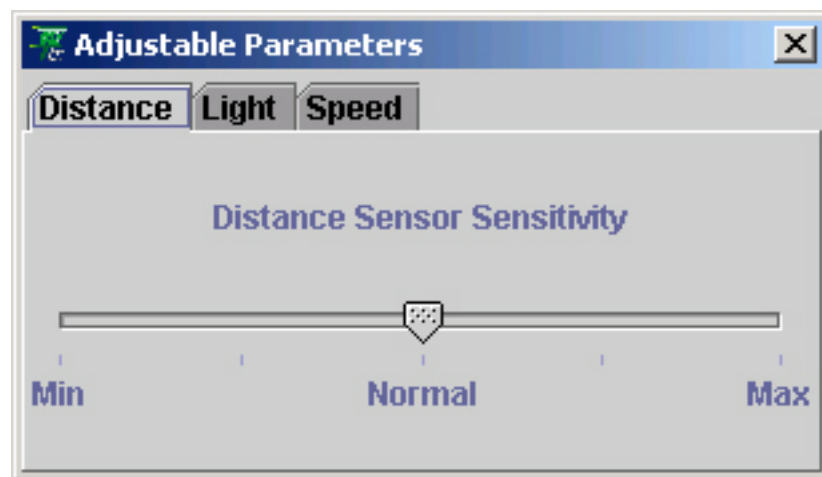 Adjustable Parameters
Distance Light Speed
Distance Sensor Sensitivity
Min Normal Max